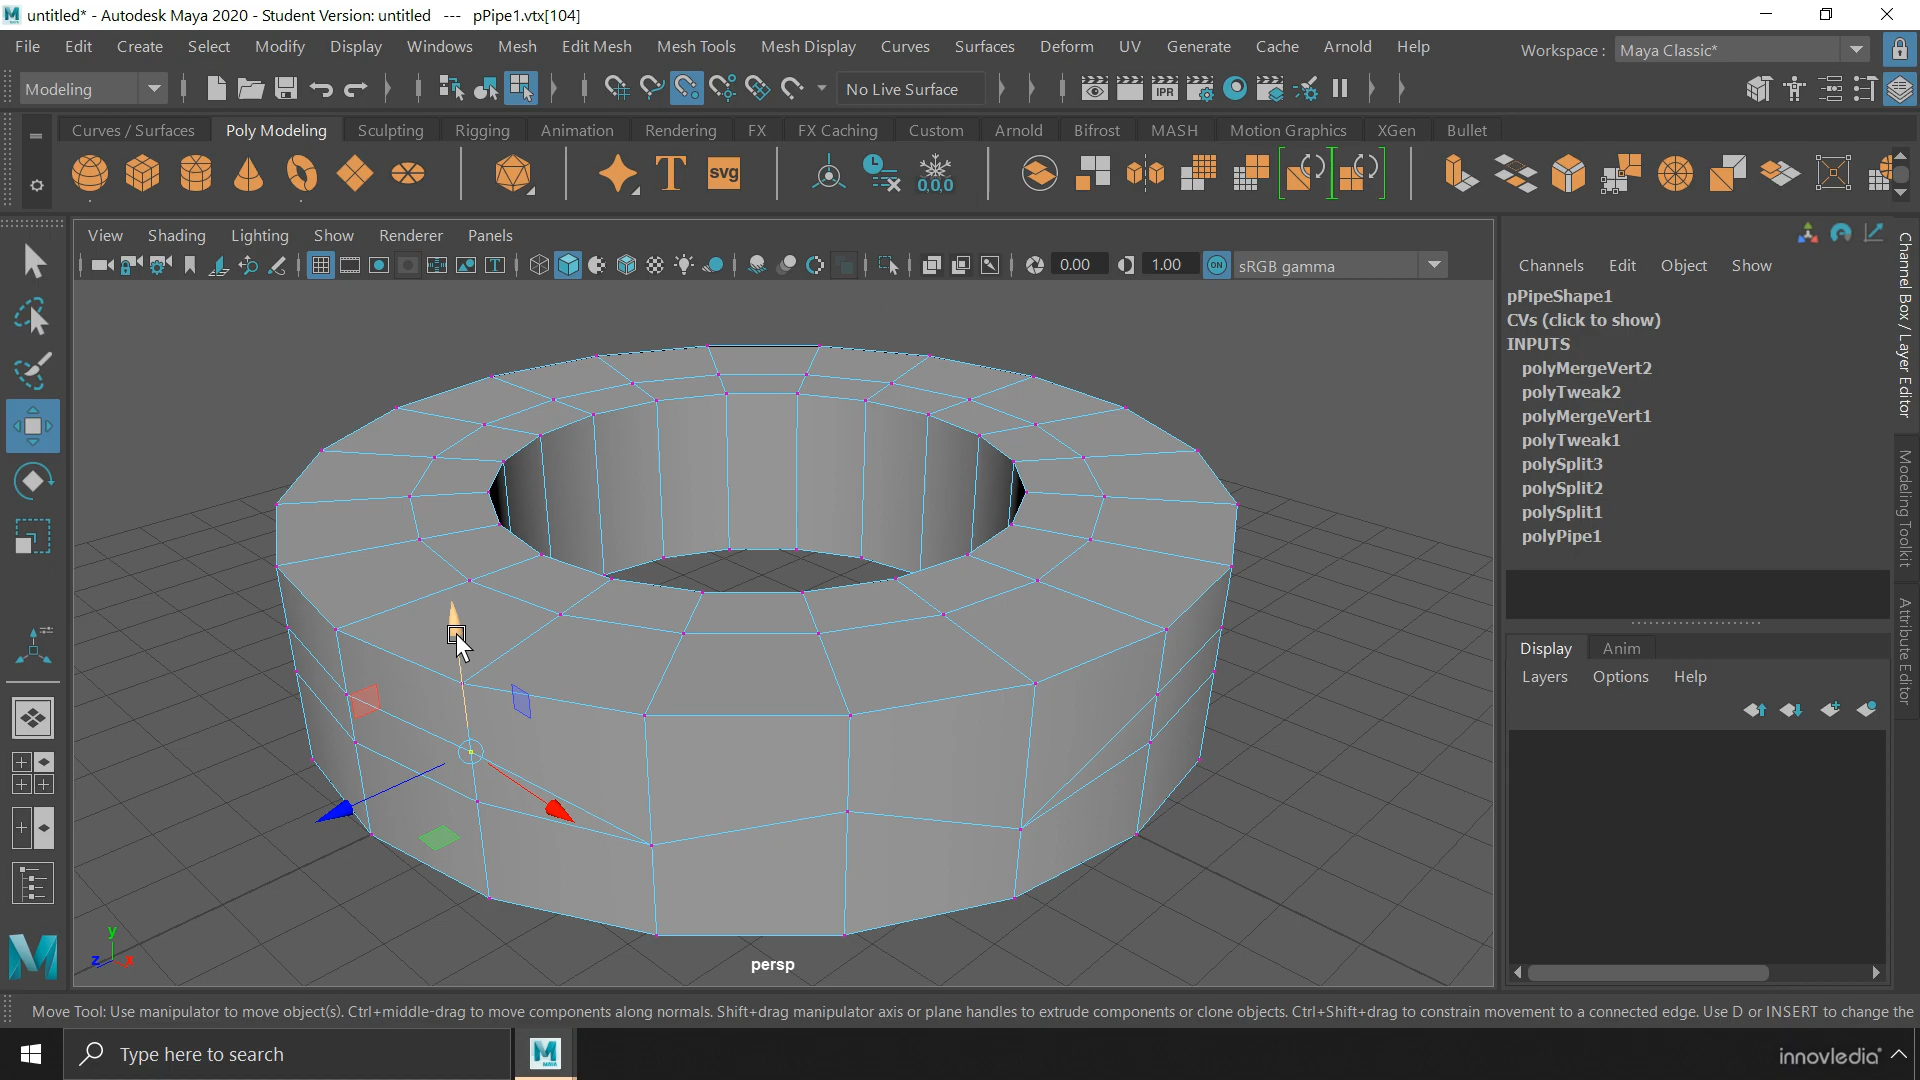 untitled* - Autodesk Maya 2020 - Student Version: untitled --- pPipe1.vtx[104]
File Edit Create Select Modify Display Windows Mesh Edit Mesh Mesh Tools Mesh Display Curves Surfaces Deform UV Generate Cache Arnold Help Workspace : Maya Classic*
Modeling No Live Surface IPR
Curves / Surfaces Poly Modeling Sculpting Rigging Animation Rendering FX FX Caching Custom Arnold Bifrost MASH Motion Graphics XGen Bullet
T svg 0,0,0
View Shading Lighting Show Renderer Panels
0.00 1.00 ON sRGB gamma
Channels Edit Object Show
pPipeShape1
CVs (click to show)
INPUTS
polyMergeVert2
polyTweak2
polyMergeVert1
polyTweak1
polySplit3
polySplit2
polySplit1
polyPipe1
Display Anim
Layers Options Help
Channel Box / Layer Editor
Modeling Toolkit
Attribute Editor
y
z x
persp
Move Tool: Use manipulator to move object(s). Ctrl+middle-drag to move components along normals. Shift+drag manipulator axis or plane handles to extrude components or clone objects. Ctrl+Shift+drag to constrain movement to a connected edge. Use D or INSERT to change the
Type here to search
MAYA
innovledia